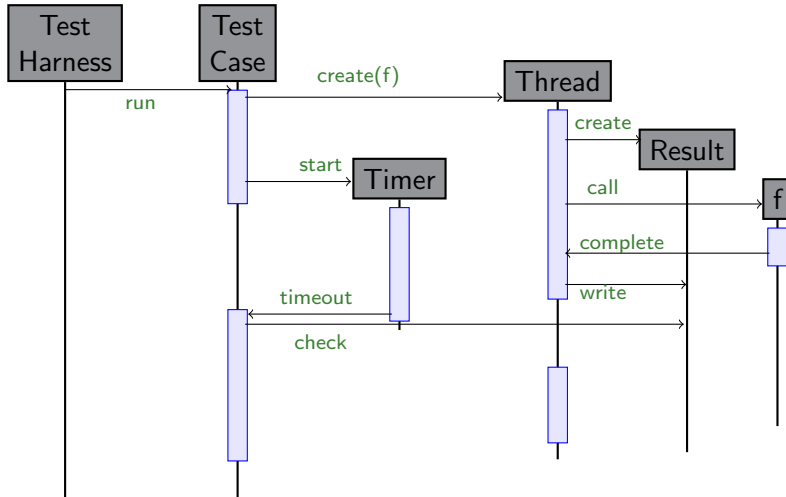 Test
Harness
Test
Case
create(f)
Thread
run
create
Result
start
Timer
call
f
complete
timeout
write
check